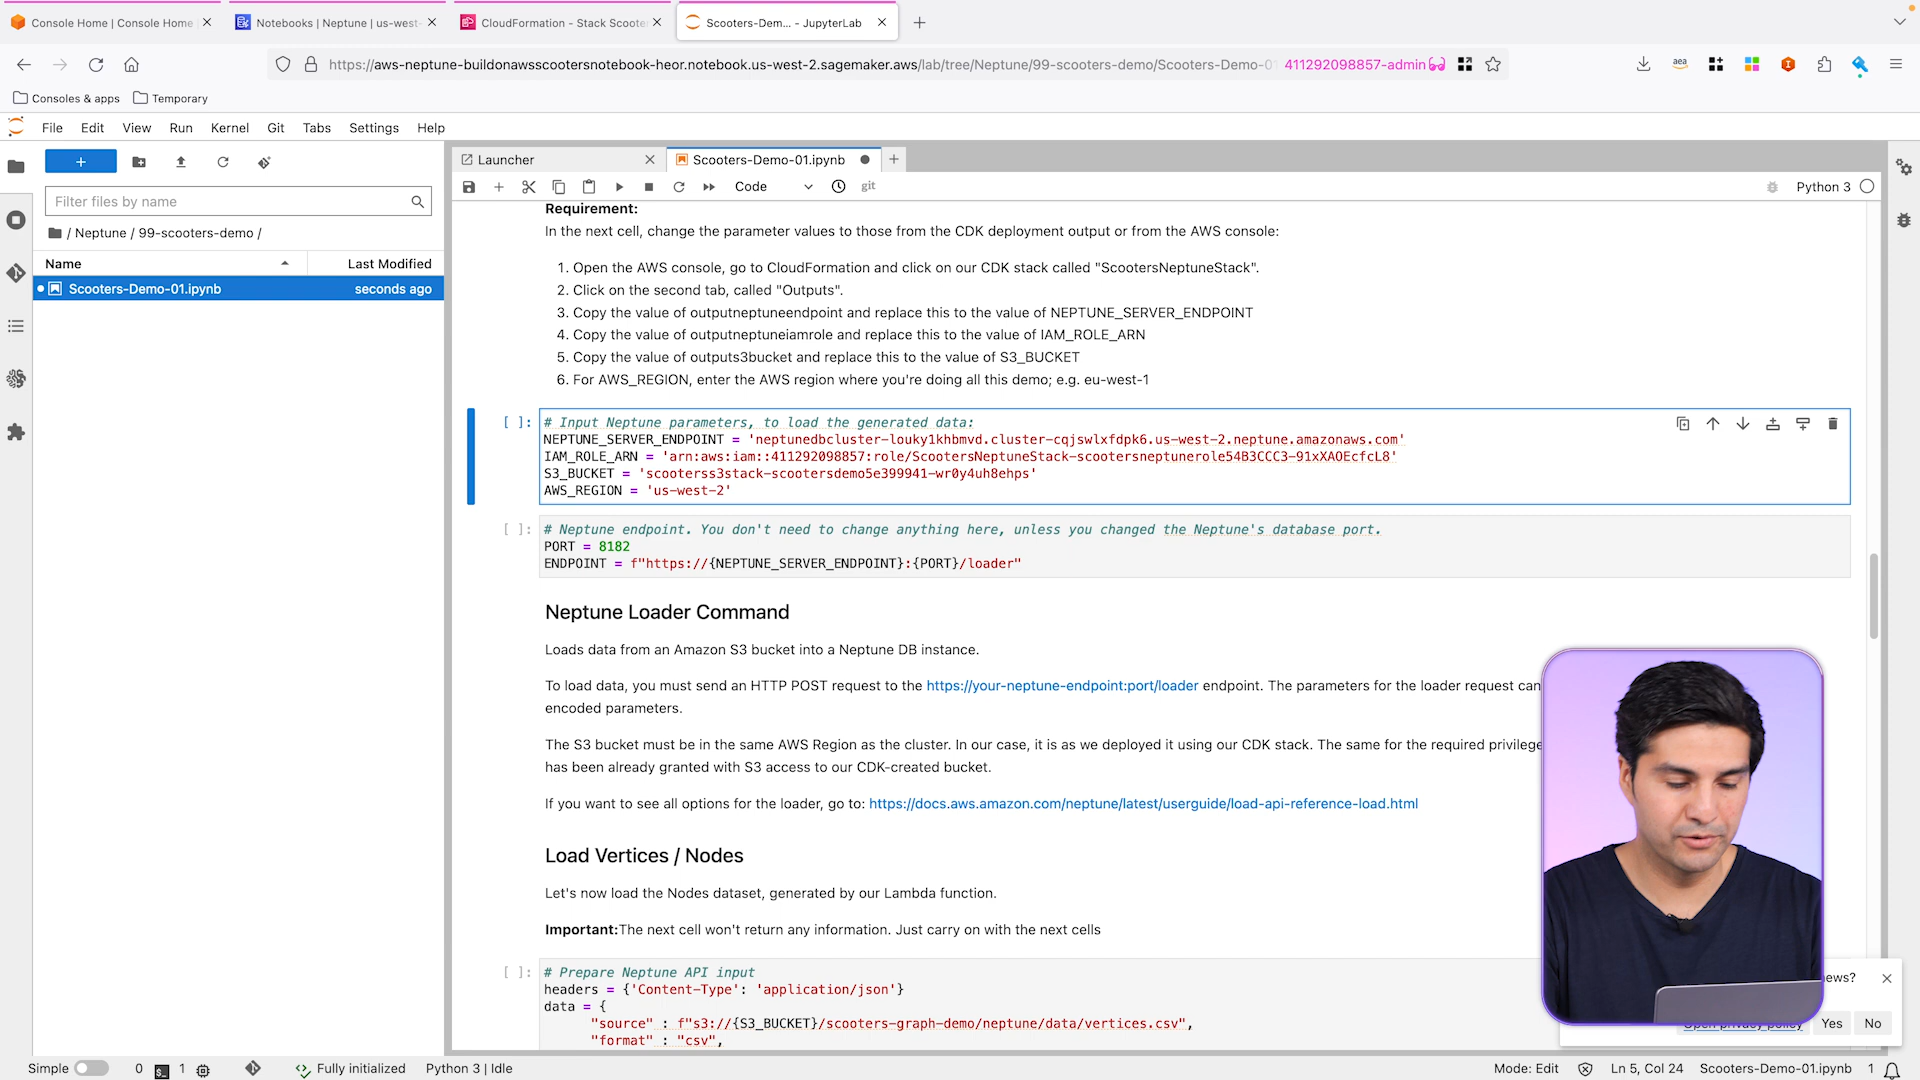 Console Home | Console Home
Notebooks | Neptune | us-west-
CloudFormation - Stack Scooter
Scooters-Dem... - JupyterLab
https://aws-neptune-buildonawsscootersnotebook-heor.notebook.us-west-2.sagemaker.aws/lab/tree/Neptune/99-scooters-demo/Scooters-Demo-01
411292098857-admin
aea
Consoles & apps
Temporary
File Edit View Run Kernel Git Tabs Settings Help
+
Launcher
Scooters-Demo-01.ipynb
Code
git
Python 3
Filter files by name
/ Neptune / 99-scooters-demo /
Name
Last Modified
Scooters-Demo-01.ipynb
seconds ago
Requirement:
In the next cell, change the parameter values to those from the CDK deployment output or from the AWS console:
1. Open the AWS console, go to CloudFormation and click on our CDK stack called "ScootersNeptuneStack".
2. Click on the second tab, called "Outputs".
3. Copy the value of outputneptuneendpoint and replace this to the value of NEPTUNE_SERVER_ENDPOINT
4. Copy the value of outputneptuneiamrole and replace this to the value of IAM_ROLE_ARN
5. Copy the value of outputs3bucket and replace this to the value of S3_BUCKET
6. For AWS_REGION, enter the AWS region where you're doing all this demo; e.g. eu-west-1
[ ]:
# Input Neptune parameters, to load the generated data:
NEPTUNE_SERVER_ENDPOINT = 'neptunedbcluster-louky1khbmvd.cluster-cqjswlxfdpk6.us-west-2.neptune.amazonaws.com'
IAM_ROLE_ARN = 'arn:aws:iam::411292098857:role/ScootersNeptuneStack-scootersneptunerole54B3CCC3-91xXAOEcfcL8'
S3_BUCKET = 'scooterss3stack-scootersdemo5e399941-wr0y4uh8ehps'
AWS_REGION = 'us-west-2'
[ ]:
# Neptune endpoint. You don't need to change anything here, unless you changed the Neptune's database port.
PORT = 8182
ENDPOINT = f"https://{NEPTUNE_SERVER_ENDPOINT}:{PORT}/loader"
Neptune Loader Command
Loads data from an Amazon S3 bucket into a Neptune DB instance.
To load data, you must send an HTTP POST request to the https://your-neptune-endpoint:port/loader endpoint. The parameters for the loader request can
encoded parameters.
The S3 bucket must be in the same AWS Region as the cluster. In our case, it is as we deployed it using our CDK stack. The same for the required privilege
has been already granted with S3 access to our CDK-created bucket.
If you want to see all options for the loader, go to: https://docs.aws.amazon.com/neptune/latest/userguide/load-api-reference-load.html
Load Vertices / Nodes
Let's now load the Nodes dataset, generated by our Lambda function.
Important:The next cell won't return any information. Just carry on with the next cells
[ ]:
# Prepare Neptune API input
headers = {'Content-Type': 'application/json'}
data = {
"source" : f"s3://{S3_BUCKET}/scooters-graph-demo/neptune/data/vertices.csv",
"format" : "csv",
ews?
Open privacy policy
Yes
No
Simple
0
1
Fully initialized
Python 3 | Idle
Mode: Edit
Ln 5, Col 24
Scooters-Demo-01.ipynb
1